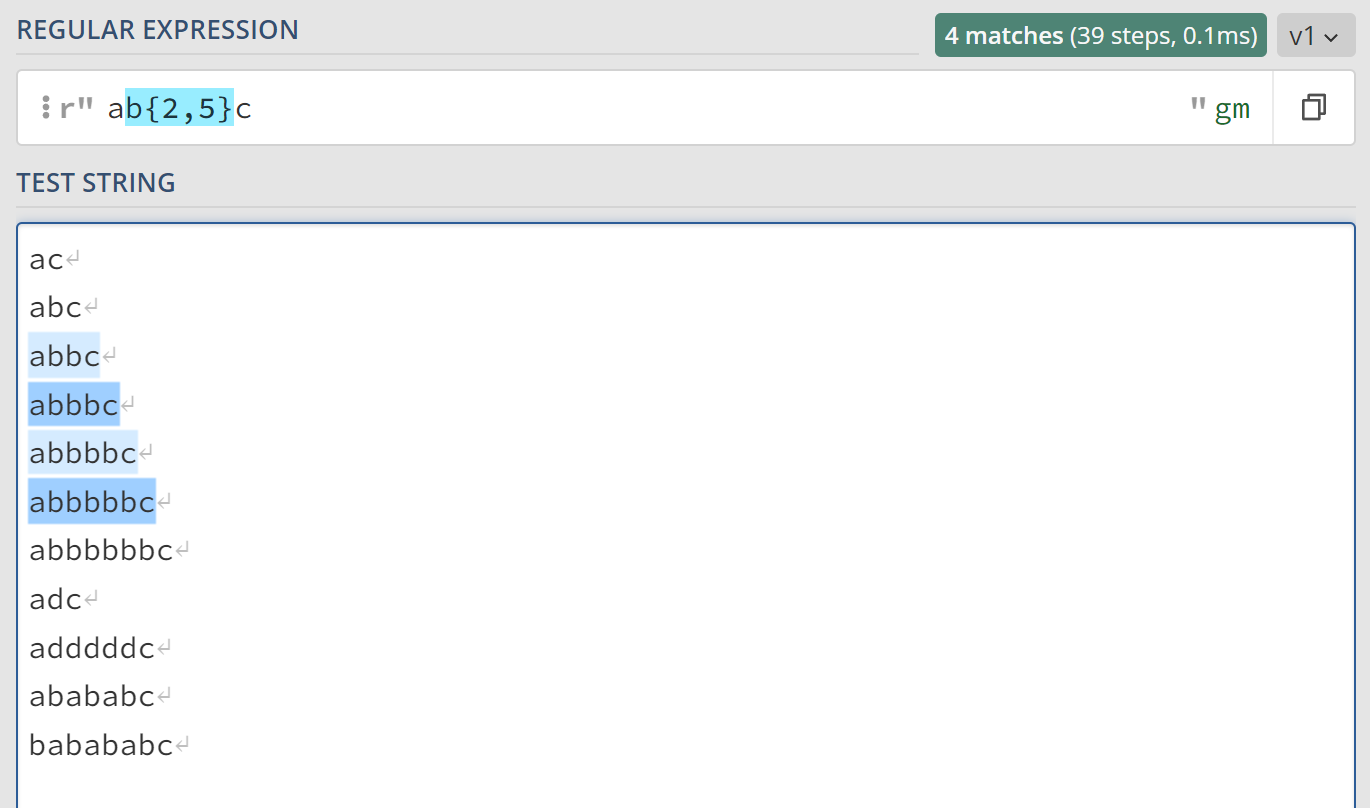 REGULAR EXPRESSION
4 matches (39 steps, 0.1ms)
v1
r" ab{2,5}c " gm
TEST STRING
ac
abc
abbc
abbbc
abbbbc
abbbbbc
abbbbbbc
adc
adddddc
abababc
babababc